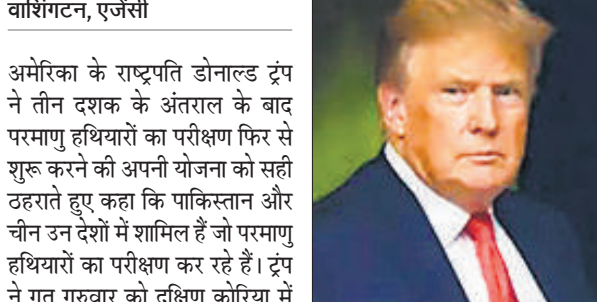 वाशिंगटन, एजेंसी
अमेरिका के राष्ट्रपति डोनाल्ड ट्रंप
ने तीन दशक के अंतराल के बाद
परमाणु हथियारों का परीक्षण फिर से
शुरू करने की अपनी योजना को सही
ठहराते हुए कहा कि पाकिस्तान और
चीन उन देशों में शामिल हैं जो परमाणु
हथियारों का परीक्षण कर रहे हैं। ट्रंप
ने गत गुरुवार को दक्षिण कोरिया में